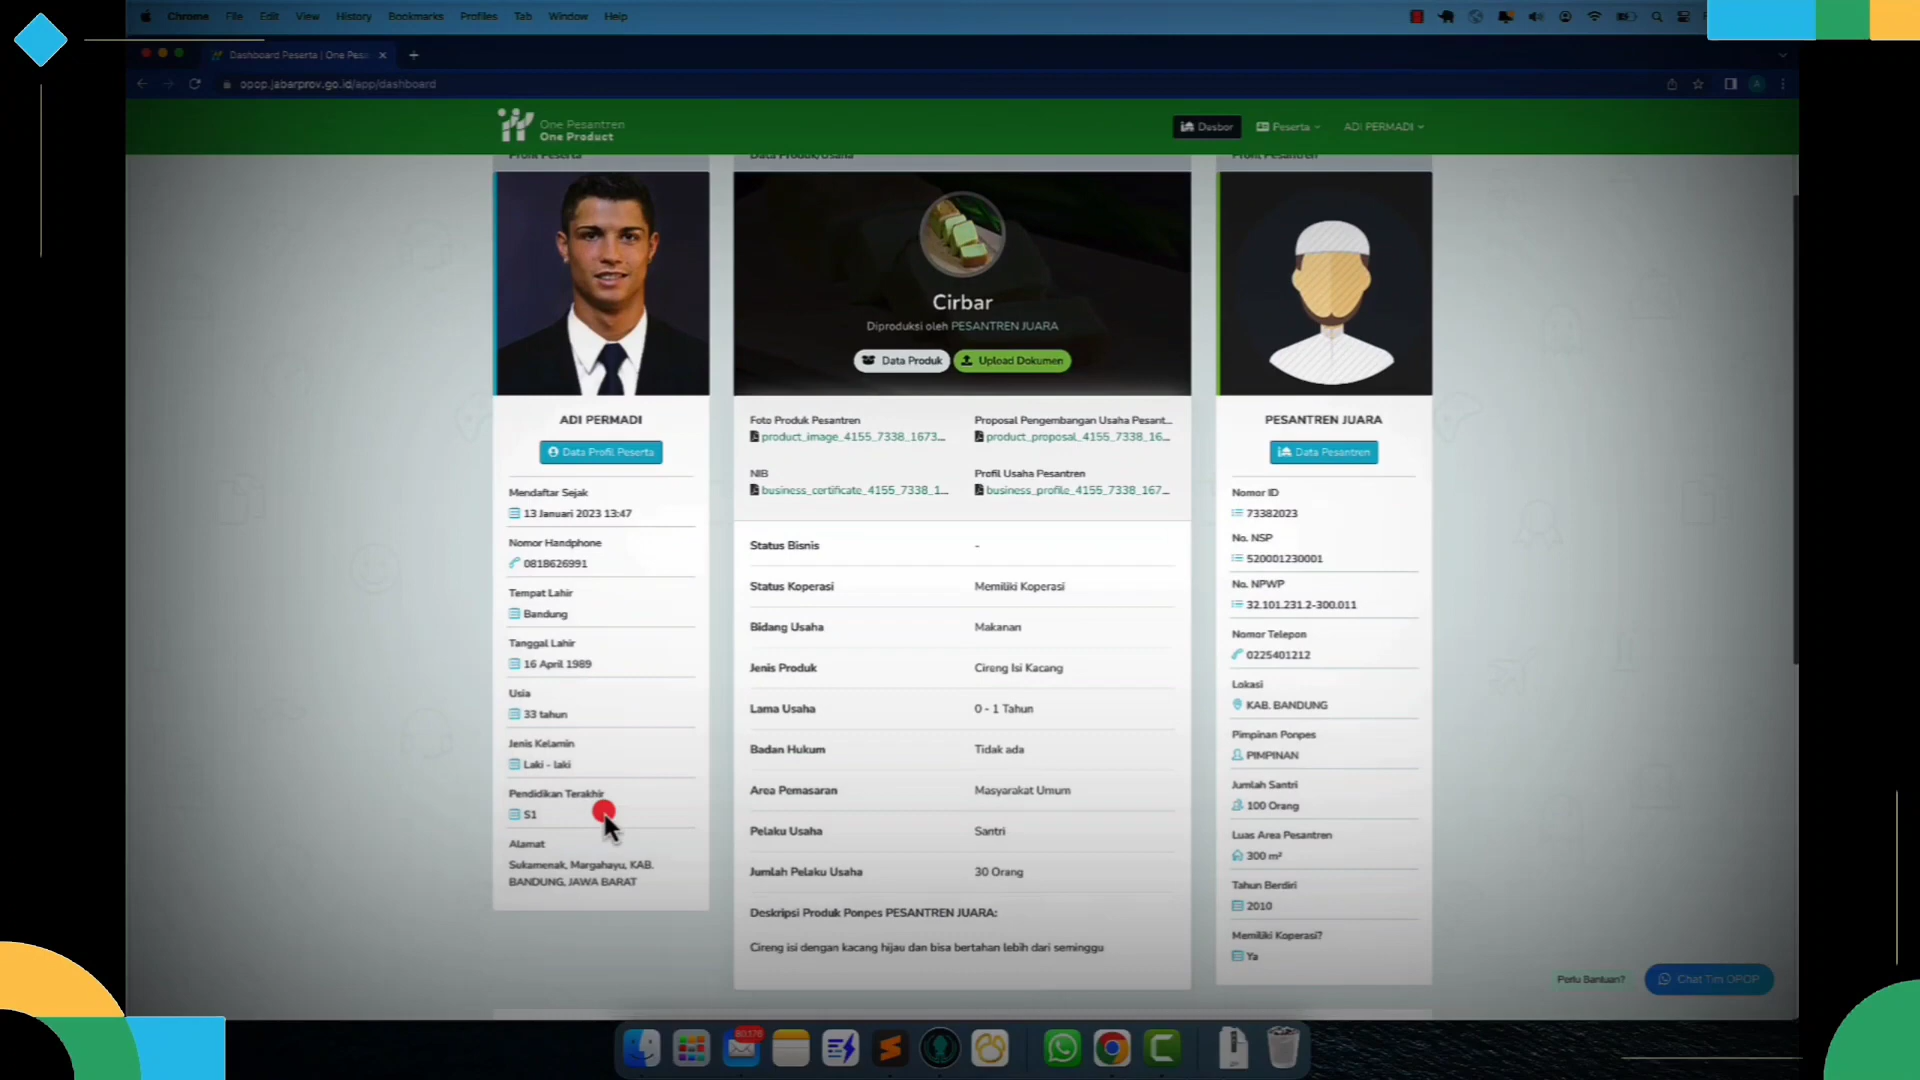 Chrome File Edit View History Bookmarks Profiles Tab Window Help
Dashboard Peserta | One Pesa
opop.jabarprov.go.id/app/dashboard
One Pesantren
One Product
Dasbor Peserta ADI PERMADI
Profil Peserta
Data Produk/Usaha
Profil Pesantren
ADI PERMADI
Data Profil Peserta
Mendaftar Sejak
13 Januari 2023 13:47
Nomor Handphone
0818626991
Tempat Lahir
Bandung
Tanggal Lahir
16 April 1989
Usia
33 tahun
Jenis Kelamin
Laki - laki
Pendidikan Terakhir
S1
Alamat
Sukamenak, Margahayu, KAB.
BANDUNG, JAWA BARAT
Cirbar
Diproduksi oleh PESANTREN JUARA
Data Produk Upload Dokumen
Foto Produk Pesantren
product_image_4155_7338_1673...
Proposal Pengembangan Usaha Pesant...
product_proposal_4155_7338_16...
NIB
business_certificate_4155_7338_1...
Profil Usaha Pesantren
business_profile_4155_7338_167...
Status Bisnis -
Status Koperasi Memiliki Koperasi
Bidang Usaha Makanan
Jenis Produk Cireng Isi Kacang
Lama Usaha 0 - 1 Tahun
Badan Hukum Tidak ada
Area Pemasaran Masyarakat Umum
Pelaku Usaha Santri
Jumlah Pelaku Usaha 30 Orang
Deskripsi Produk Ponpes PESANTREN JUARA:
Cireng isi dengan kacang hijau dan bisa bertahan lebih dari seminggu
PESANTREN JUARA
Data Pesantren
Nomor ID
73382023
No. NSP
520001230001
No. NPWP
32.101.231.2-300.011
Nomor Telepon
0225401212
Lokasi
KAB. BANDUNG
Pimpinan Ponpes
PIMPINAN
Jumlah Santri
100 Orang
Luas Area Pesantren
300 m²
Tahun Berdiri
2010
Memiliki Koperasi?
Ya
Perlu Bantuan? Chat Tim OPOP
80,178